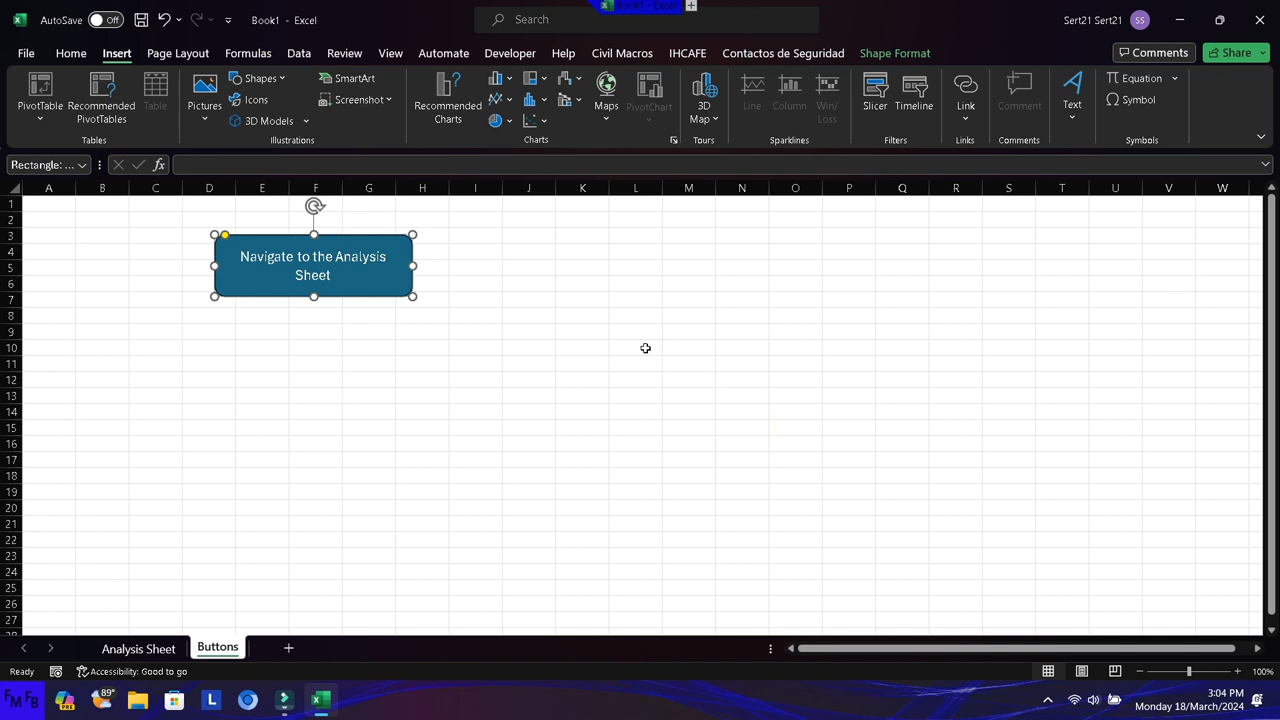 Book1 - Excel
AutoSave Off Book1 - Excel Search Sert21 Sert21 SS
File Home Insert Page Layout Formulas Data Review View Automate Developer Help Civil Macros IHCAFE Contactos de Seguridad Shape Format Comments Share
PivotTable Recommended PivotTables Table Pictures Shapes Icons 3D Models SmartArt Screenshot Recommended Charts Maps PivotChart 3D Map Line Column Win/Loss Slicer Timeline Link Comment Text Equation Symbol
Tables Illustrations Charts Tours Sparklines Filters Links Comments Symbols
Rectangle: ... fx
A B C D E F G H I J K L M N O P Q R S T U V W
1
2
3
4
5
6
7
8
9
10
11
12
13
14
15
16
17
18
19
20
21
22
23
24
25
26
27
28
Navigate to the Analysis
Sheet
Analysis Sheet Buttons
Ready Accessibility: Good to go 100%
FM FB 89° L 3:04 PM
Monday 18/March/2024